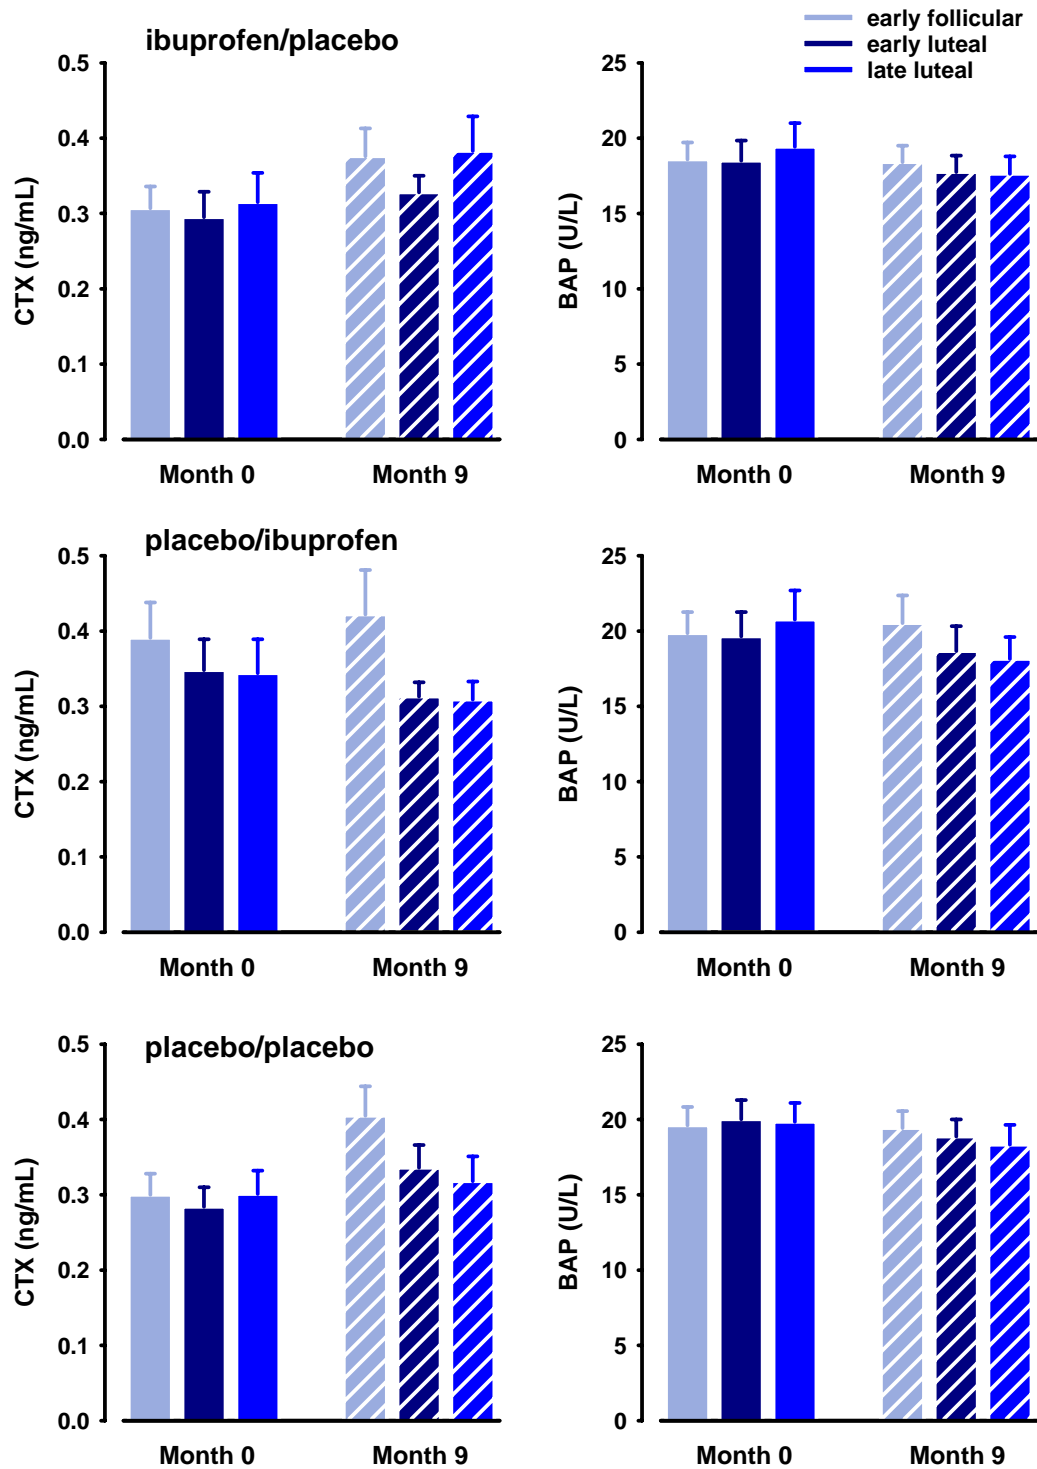 early follicular
early luteal
late luteal
ibuprofen/placebo
0.5
0.4
0.3
0.2
0.1
0.0
CTX (ng/mL)
Month 0
Month 9
25
20
15
10
5
0
BAP (U/L)
Month 0
Month 9
placebo/ibuprofen
0.5
0.4
0.3
0.2
0.1
0.0
CTX (ng/mL)
Month 0
Month 9
25
20
15
10
5
0
BAP (U/L)
Month 0
Month 9
placebo/placebo
0.5
0.4
0.3
0.2
0.1
0.0
CTX (ng/mL)
Month 0
Month 9
25
20
15
10
5
0
BAP (U/L)
Month 0
Month 9